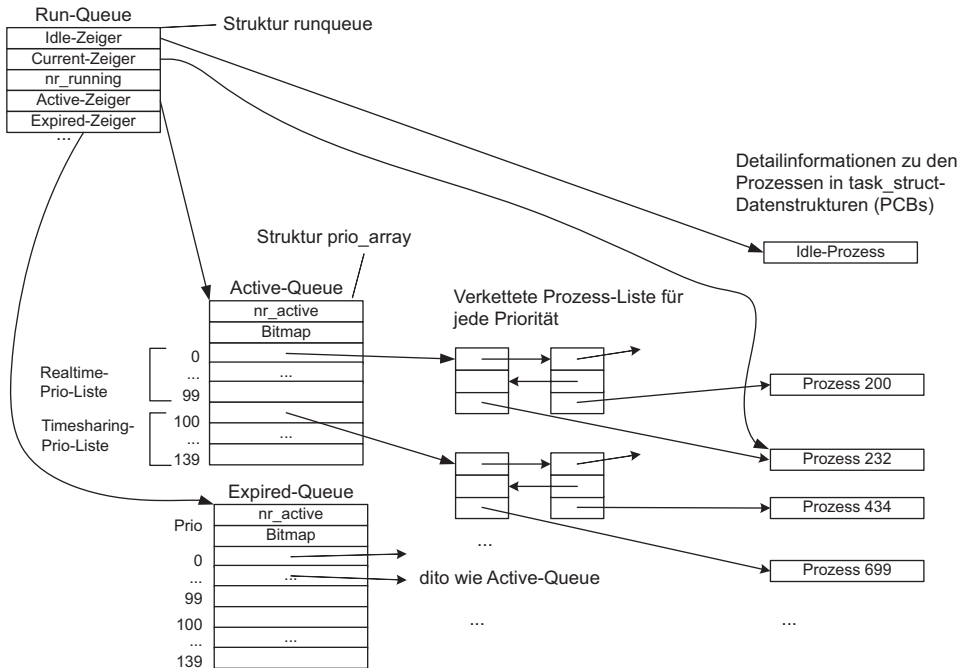 Run-Queue
Idle-Zeiger
Current-Zeiger
nr_running
Active-Zeiger
Expired-Zeiger
...
Struktur runqueue
Detailinformationen zu den
Prozessen in task_struct-
Datenstrukturen (PCBs)
Idle-Prozess
Struktur prio_array
Active-Queue
nr_active
Bitmap
Verkettete Prozess-Liste für
jede Priorität
Realtime-
Prio-Liste
0
...
99
...
Timesharing-
Prio-Liste
100
...
139
...
Prozess 200
Prozess 232
Prozess 434
Prozess 699
...
...
...
Expired-Queue
nr_active
Bitmap
Prio
0
...
99
100
...
139
...
...
dito wie Active-Queue